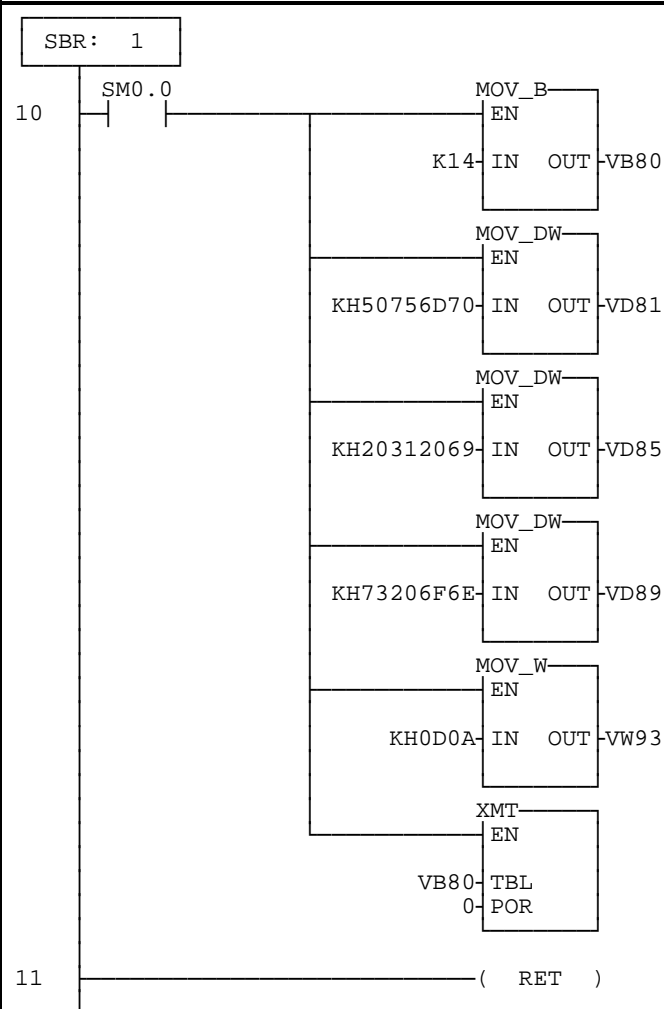 SBR: 1
SM0.0 MOV_B
10 EN
K14 IN OUT VB80
MOV_DW
EN
KH50756D70 IN OUT VD81
MOV_DW
EN
KH20312069 IN OUT VD85
MOV_DW
EN
KH73206F6E IN OUT VD89
MOV_W
EN
KH0D0A IN OUT VW93
XMT
EN
VB80 TBL
0 POR
11 ( RET )